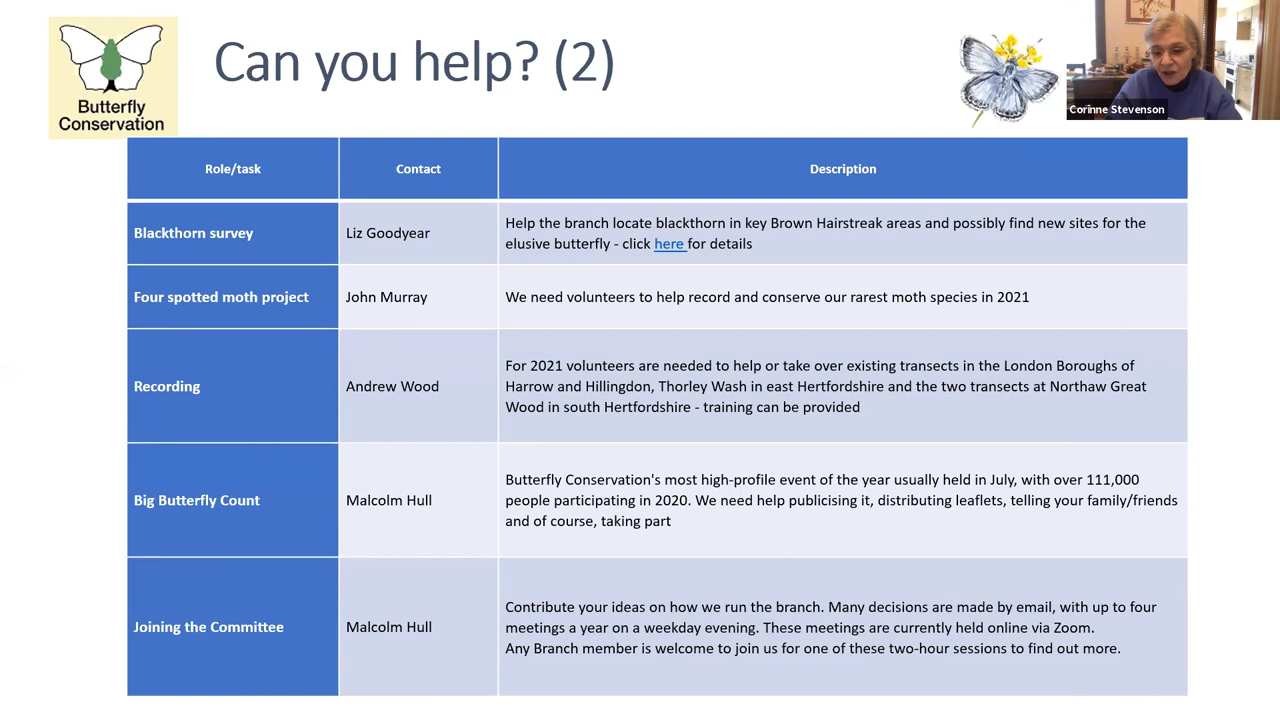 Can you help? (2)
Butterfly
Conservation
Corinne Stevenson
Role/task
Contact
Description
Blackthorn survey
Liz Goodyear
Help the branch locate blackthorn in key Brown Hairstreak areas and possibly find new sites for the
elusive butterfly - click here for details
Four spotted moth project
John Murray
We need volunteers to help record and conserve our rarest moth species in 2021
Recording
Andrew Wood
For 2021 volunteers are needed to help or take over existing transects in the London Boroughs of
Harrow and Hillingdon, Thorley Wash in east Hertfordshire and the two transects at Northaw Great
Wood in south Hertfordshire - training can be provided
Big Butterfly Count
Malcolm Hull
Butterfly Conservation's most high-profile event of the year usually held in July, with over 111,000
people participating in 2020. We need help publicising it, distributing leaflets, telling your family/friends
and of course, taking part
Joining the Committee
Malcolm Hull
Contribute your ideas on how we run the branch. Many decisions are made by email, with up to four
meetings a year on a weekday evening. These meetings are currently held online via Zoom.
Any Branch member is welcome to join us for one of these two-hour sessions to find out more.